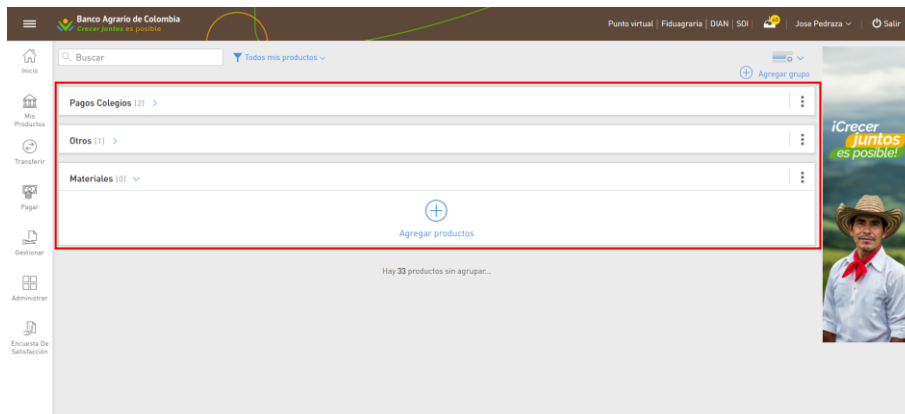 Banco Agrario de Colombia
Crecer juntos es posible
Punto virtual | Fiduagraria | DIAN | SOI | Jose Pedraza Salir
Inicio
Mis Productos
Transferir
Pagar
Gestionar
Administrar
Encuesta De Satisfacción
Buscar
Todos mis productos
Agregar grupo
Pagos Colegios (2)
Otros (1)
Materiales (0)
Agregar productos
Hay 33 productos sin agrupar...
¡Crecer
juntos
es posible!